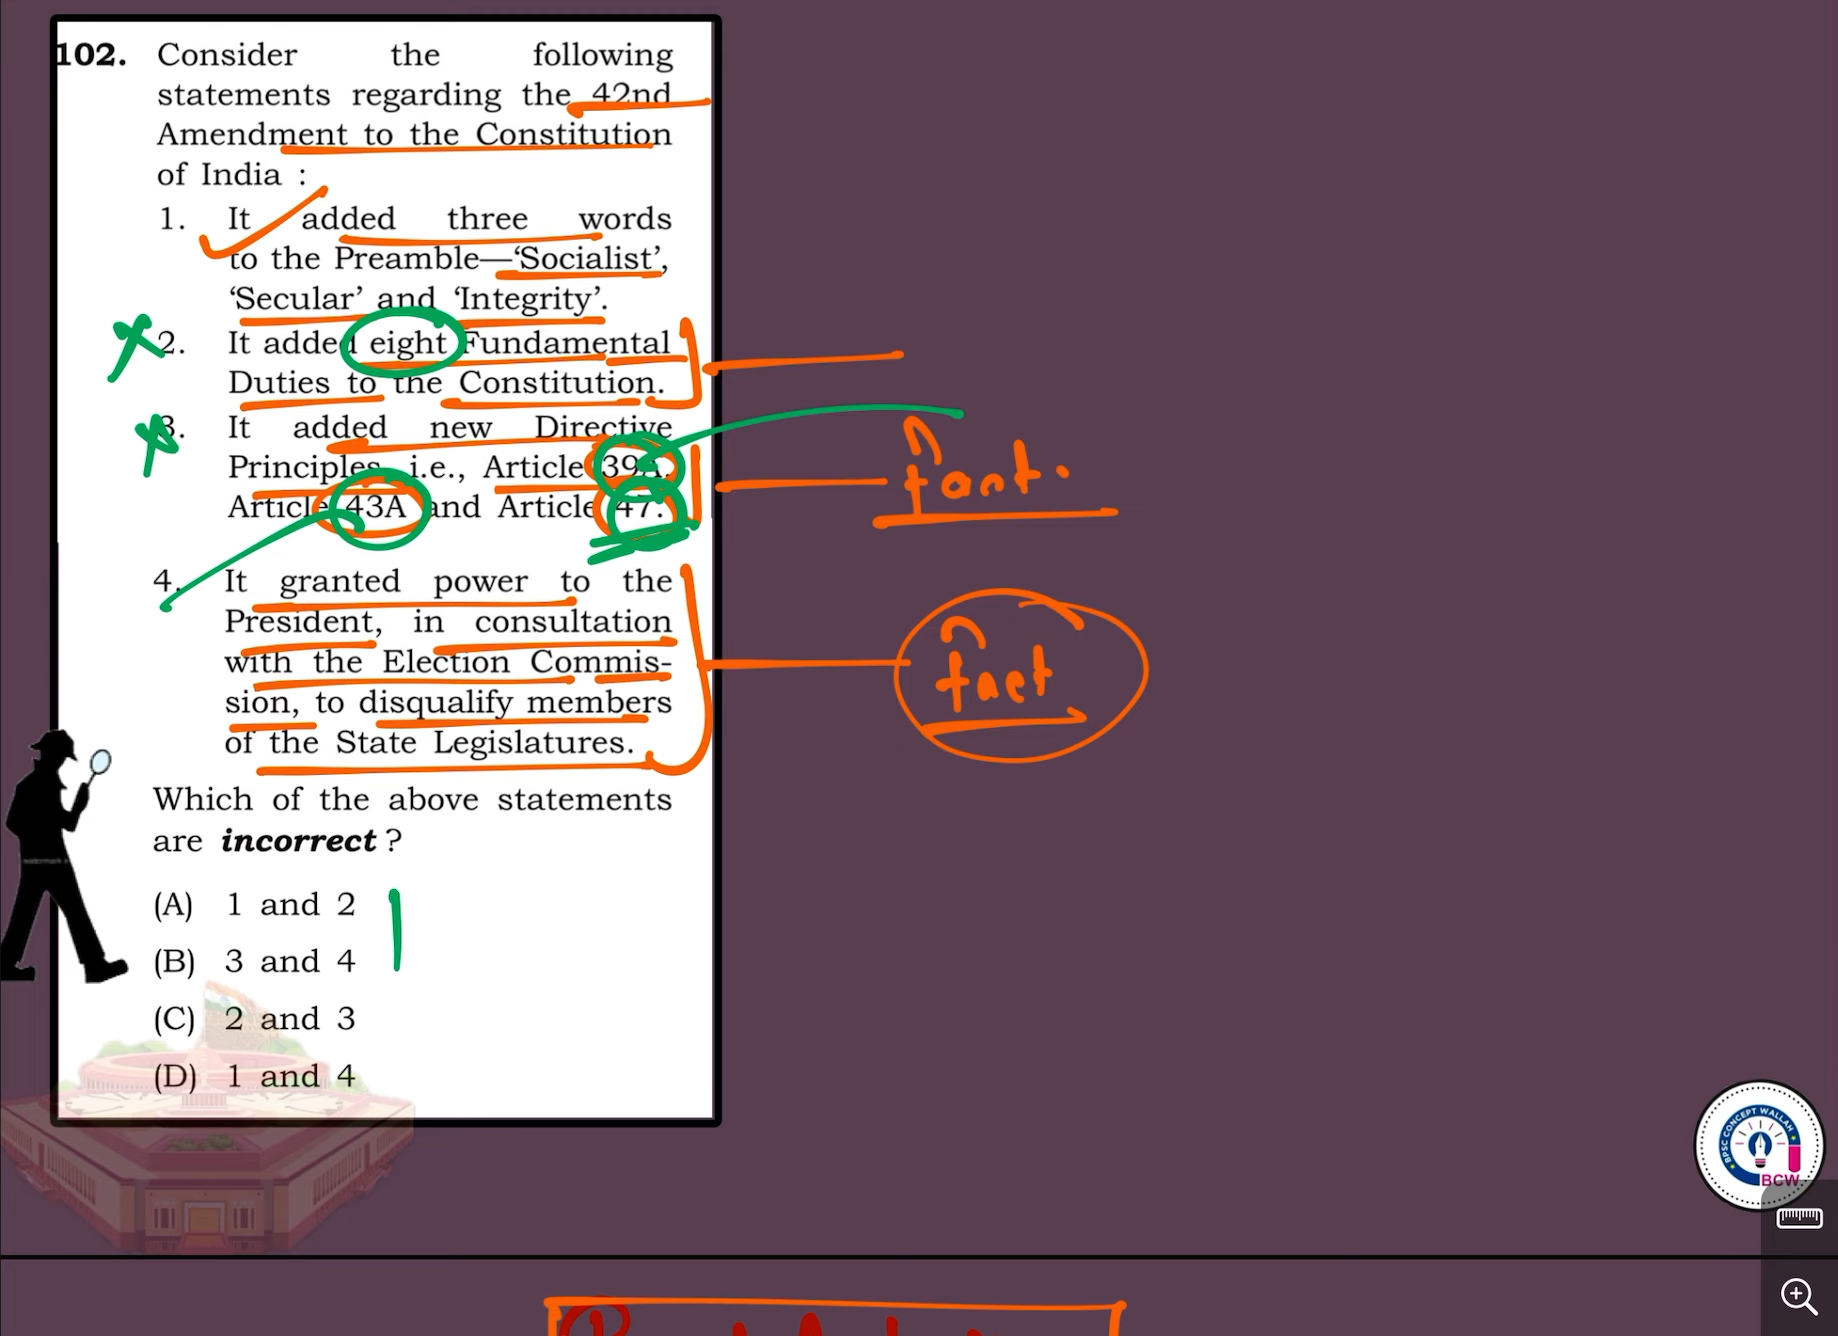 102. Consider the following
statements regarding the 42nd
Amendment to the Constitution
of India :
1. It added three words
to the Preamble—‘Socialist’,
‘Secular’ and ‘Integrity’.
2. It added eight Fundamental
Duties to the Constitution.
3. It added new Directive
Principles, i.e., Article 39A,
Article 43A and Article 47.
fact.
4. It granted power to the
President, in consultation
with the Election Commis-
sion, to disqualify members
of the State Legislatures.
fact
Which of the above statements
are incorrect ?
(A) 1 and 2
(B) 3 and 4
(C) 2 and 3
(D) 1 and 4
BPSC CONCEPT WALLAH
BCW